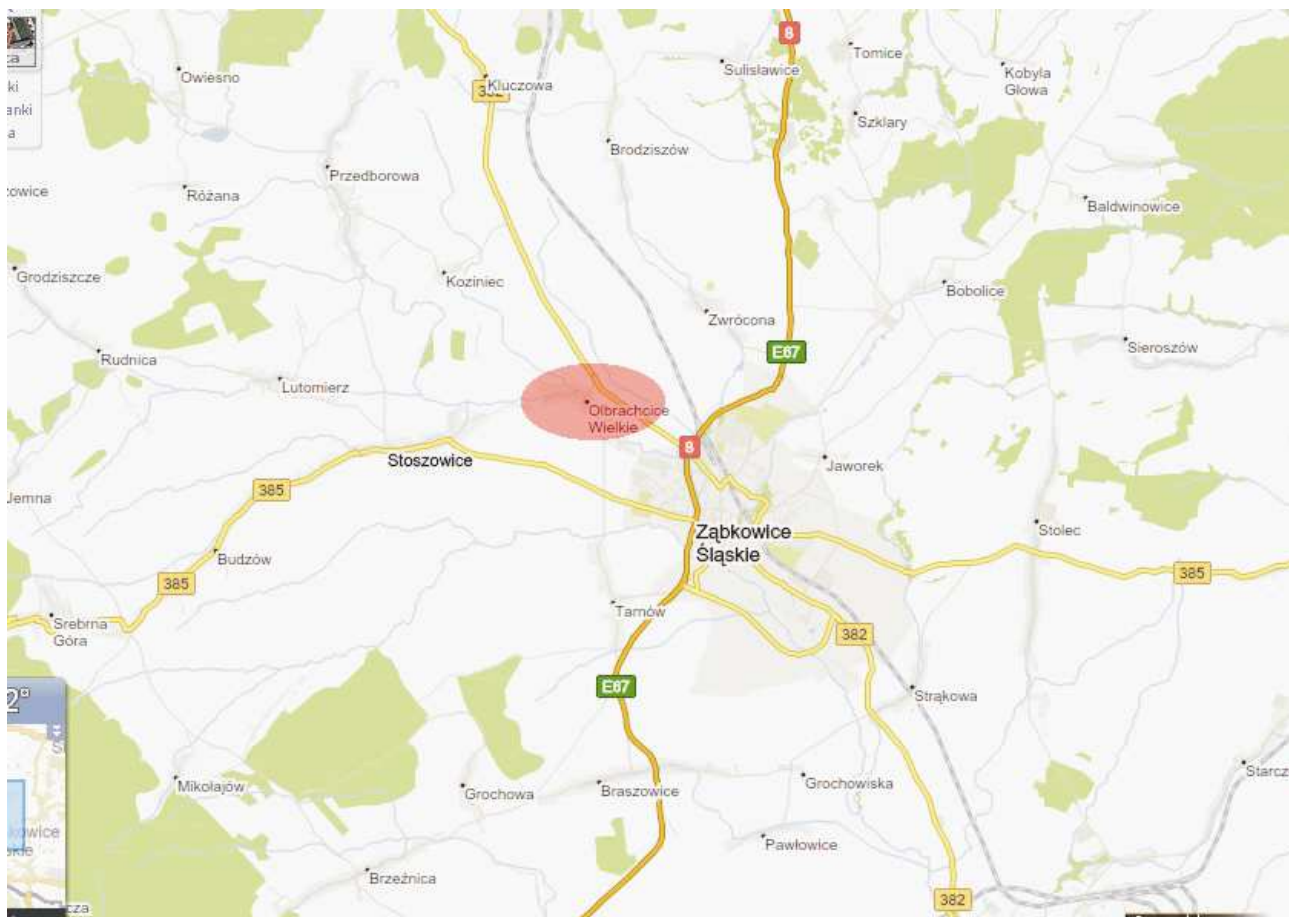 8
Tomice
Sulisławice
Kobyla
Głowa
Owiesno
Kluczowa
382
Szklary
Brodziszów
Przedborowa
Różana
Baldwinowice
Grodziszcze
Koziniec
Bobolice
Zwrócona
Rudnica
E67
Sieroszów
Lutomierz
Olbrachcice
Wielkie
8
Stoszowice
Jaworek
385
Jemna
Ząbkowice
Śląskie
Stolec
Budzów
385
385
Tarnów
Srebrna
Góra
382
E67
Strąkowa
Mikołajów
Grochowa
Braszowice
Grochowiska
Starcz
Pawłowice
Brzeźnica
382